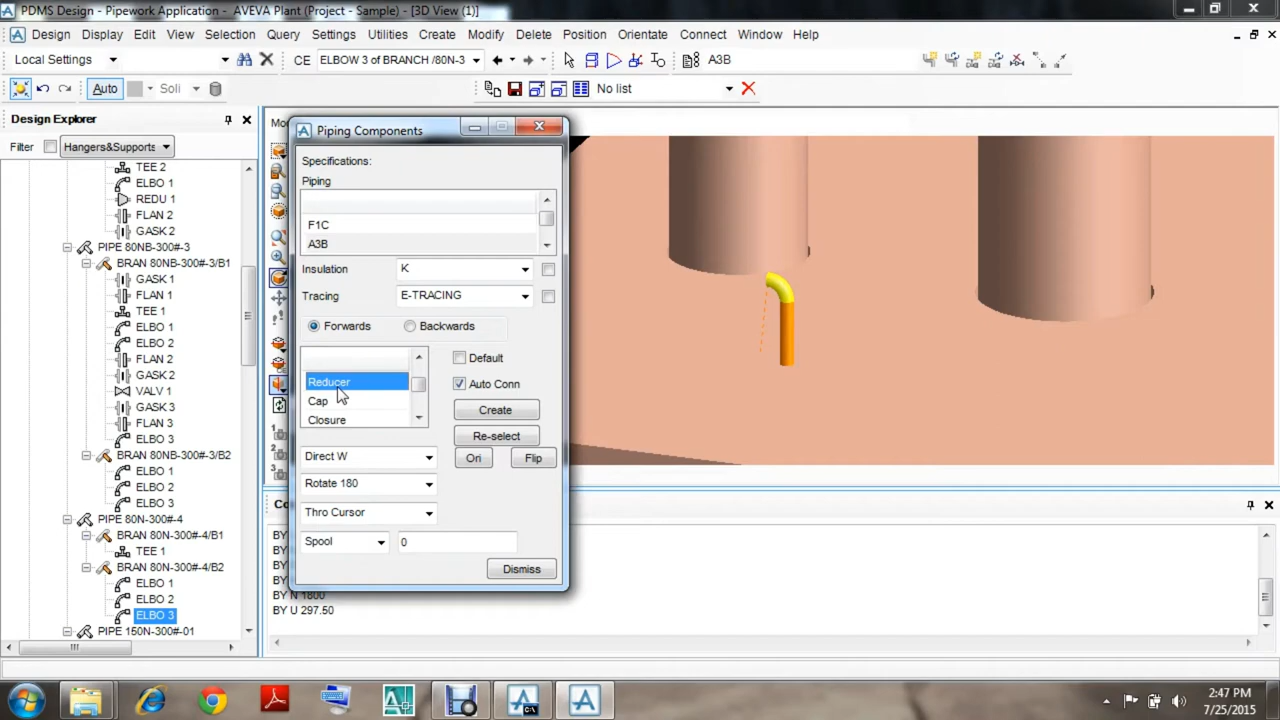 PDMS Design - Pipework Application - AVEVA Plant (Project - Sample) - [3D View (1)]
Design Display Edit View Selection Query Settings Utilities Create Modify Delete Position Orientate Connect Window Help
Local Settings CE ELBOW 3 of BRANCH /80N-3 A3B
Auto Soli No list
Design Explorer
Filter Hangers&Supports
TEE 2
ELBO 1
REDU 1
FLAN 2
GASK 2
PIPE 80NB-300#-3
BRAN 80NB-300#-3/B1
GASK 1
FLAN 1
TEE 1
ELBO 1
ELBO 2
FLAN 2
GASK 2
VALV 1
GASK 3
FLAN 3
ELBO 3
BRAN 80NB-300#-3/B2
ELBO 1
ELBO 2
ELBO 3
PIPE 80N-300#-4
BRAN 80N-300#-4/B1
TEE 1
BRAN 80N-300#-4/B2
ELBO 1
ELBO 2
ELBO 3
PIPE 150N-300#-01
Piping Components
Specifications:
Piping
F1C
A3B
Insulation K
Tracing E-TRACING
Forwards Backwards
Default
Reducer
Auto Conn
Cap
Create
Closure
Re-select
Direct W
Ori Flip
Rotate 180
Thro Cursor
Spool 0
Dismiss
BY N 1800
BY U 297.50
2:47 PM
7/25/2015